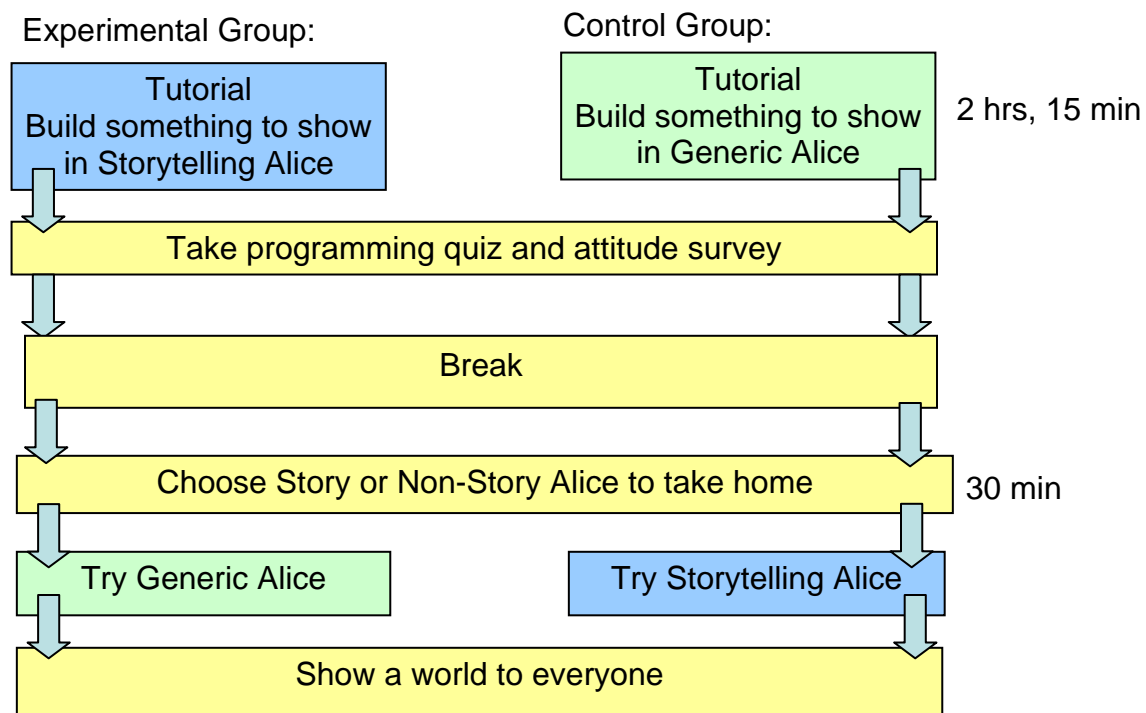 Experimental Group:
Control Group:
Tutorial
Build something to show
in Storytelling Alice
Tutorial
Build something to show
in Generic Alice
2 hrs, 15 min
Take programming quiz and attitude survey
Break
Choose Story or Non-Story Alice to take home
30 min
Try Generic Alice
Try Storytelling Alice
Show a world to everyone